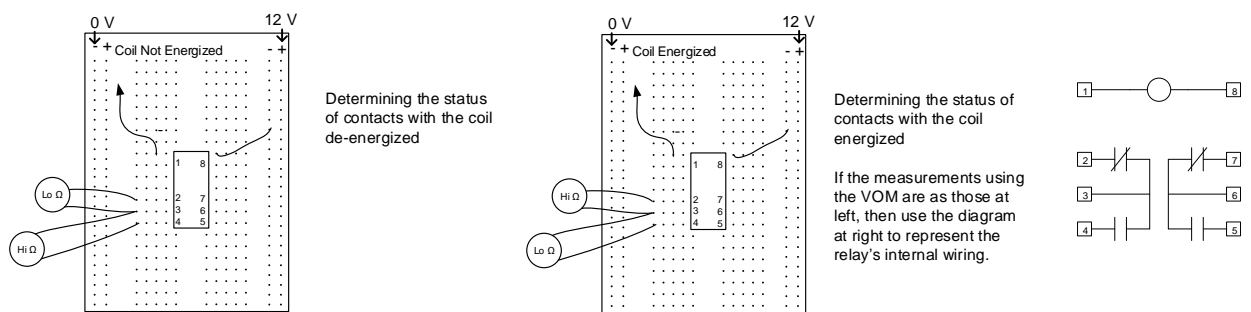 0 V
12 V
- + Coil Not Energized - +
1 8
2 7
3 6
4 5
Lo Ω
Hi Ω
Determining the status
of contacts with the coil
de-energized
0 V
12 V
- + Coil Energized - +
1 8
2 7
3 6
4 5
Hi Ω
Lo Ω
Determining the status of
contacts with the coil
energized
If the measurements using
the VOM are as those at
left, then use the diagram
at right to represent the
relay's internal wiring.
1 8
2 7
3 6
4 5